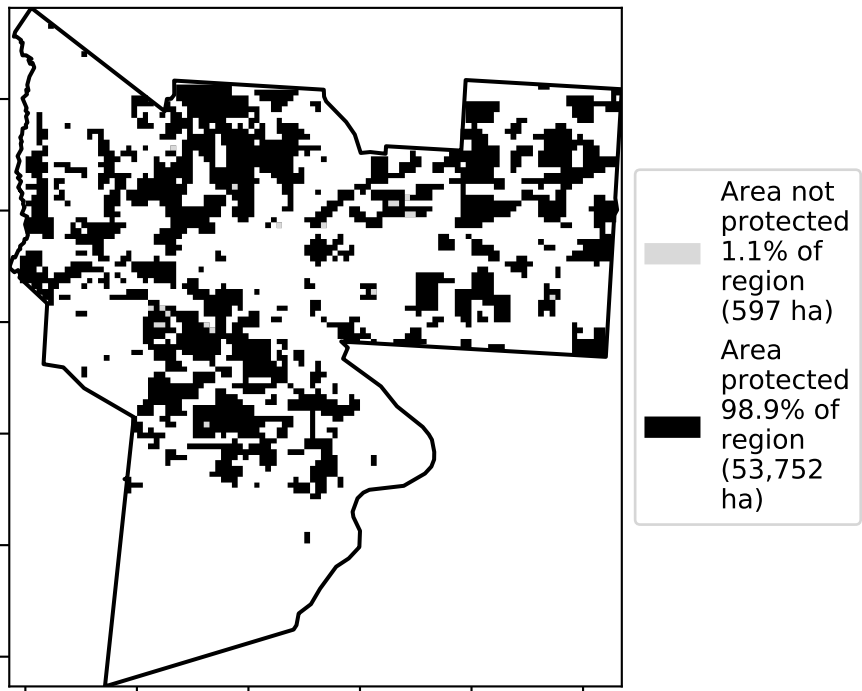 Area not
protected
1.1% of
region
(597 ha)
Area
protected
98.9% of
region
(53,752
ha)